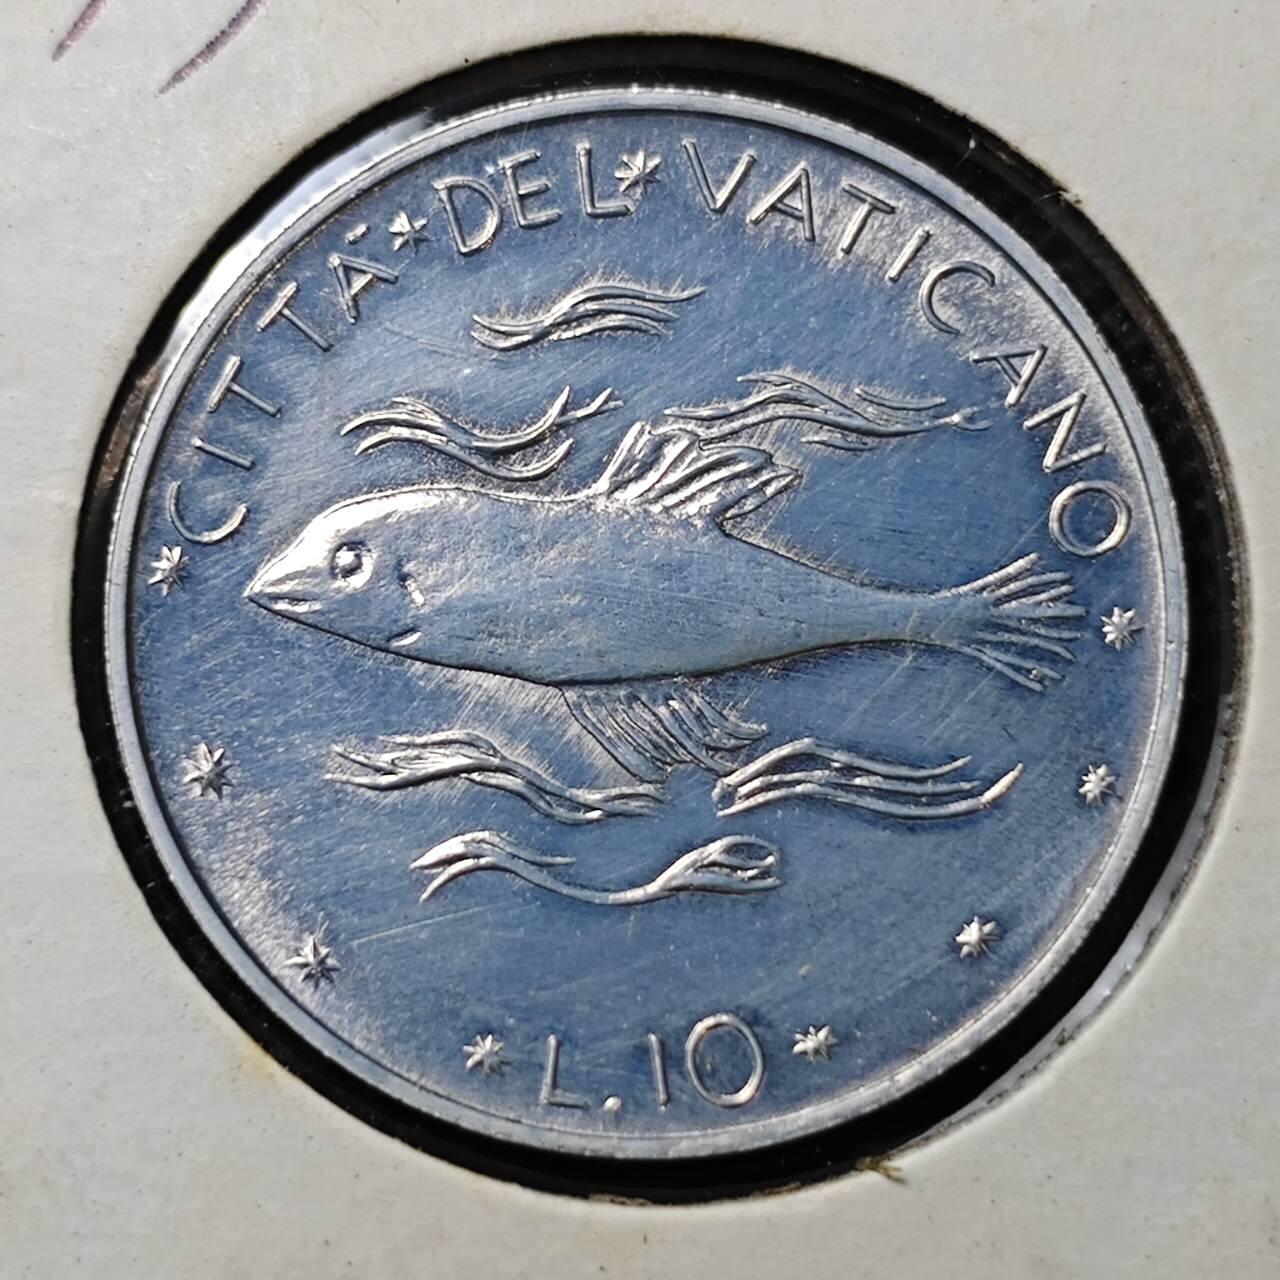 CITTÀ * DEL * VATICANO
L. 10